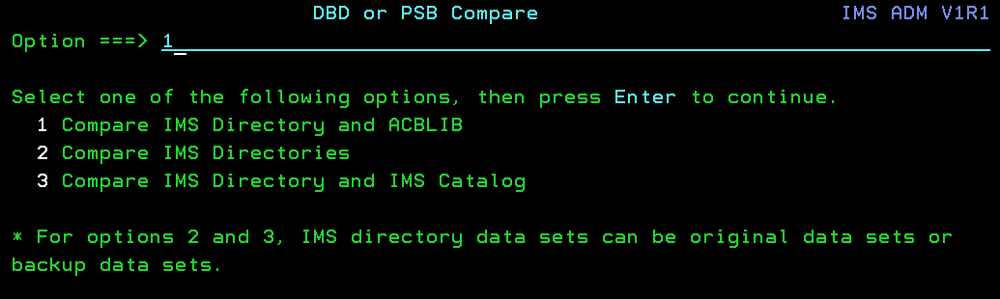 DBD or PSB Compare IMS ADM V1R1
Option ===> 1_
Select one of the following options, then press Enter to continue.
1 Compare IMS Directory and ACBLIB
2 Compare IMS Directories
3 Compare IMS Directory and IMS Catalog
* For options 2 and 3, IMS directory data sets can be original data sets or
backup data sets.